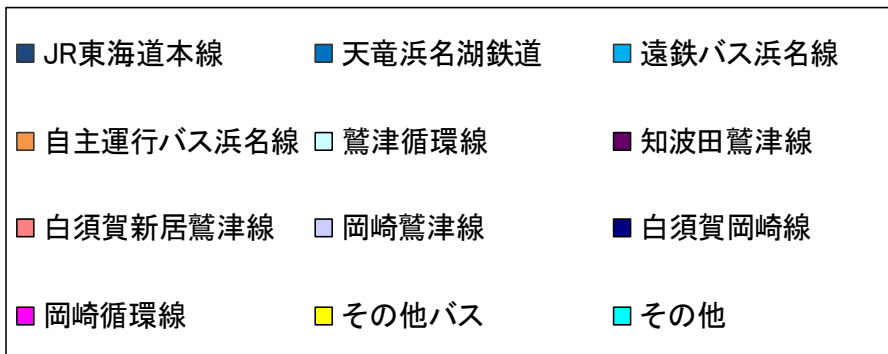 JR東海道本線 天竜浜名湖鉄道 遠鉄バス浜名線
自主運行バス浜名線 鷲津循環線 知波田鷲津線
白須賀新居鷲津線 岡崎鷲津線 白須賀岡崎線
岡崎循環線 その他バス その他